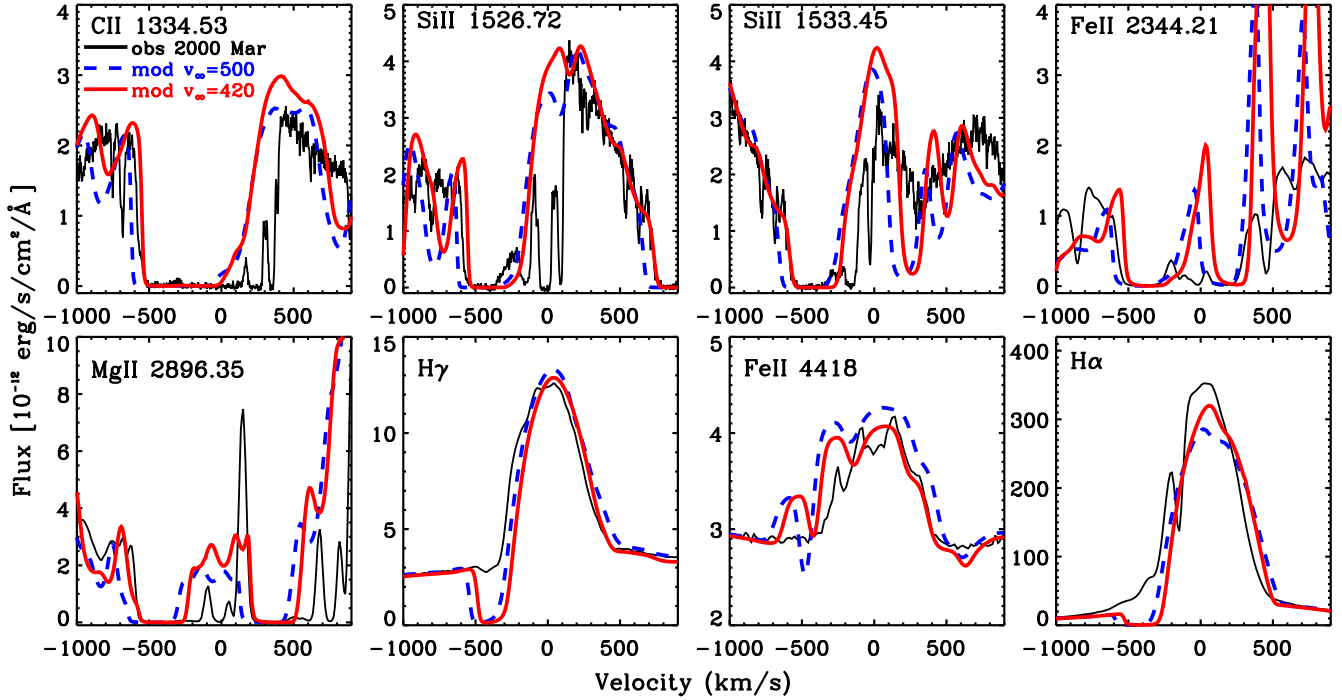 CII 1334.53
obs 2000 Mar
mod v∞=500
mod v∞=420
SiII 1526.72
SiII 1533.45
FeII 2344.21
4
3
2
1
0
5
4
3
2
1
0
5
4
3
2
1
0
4
3
2
1
0
-1000 -500 0 500
-1000 -500 0 500
-1000 -500 0 500
-1000 -500 0 500
MgII 2896.35
Hγ
FeII 4418
Hα
10
8
6
4
2
0
15
10
5
0
5
4
3
2
400
300
200
100
0
-1000 -500 0 500
-1000 -500 0 500
-1000 -500 0 500
-1000 -500 0 500
Flux [10⁻¹² erg/s/cm²/Å]
Velocity (km/s)